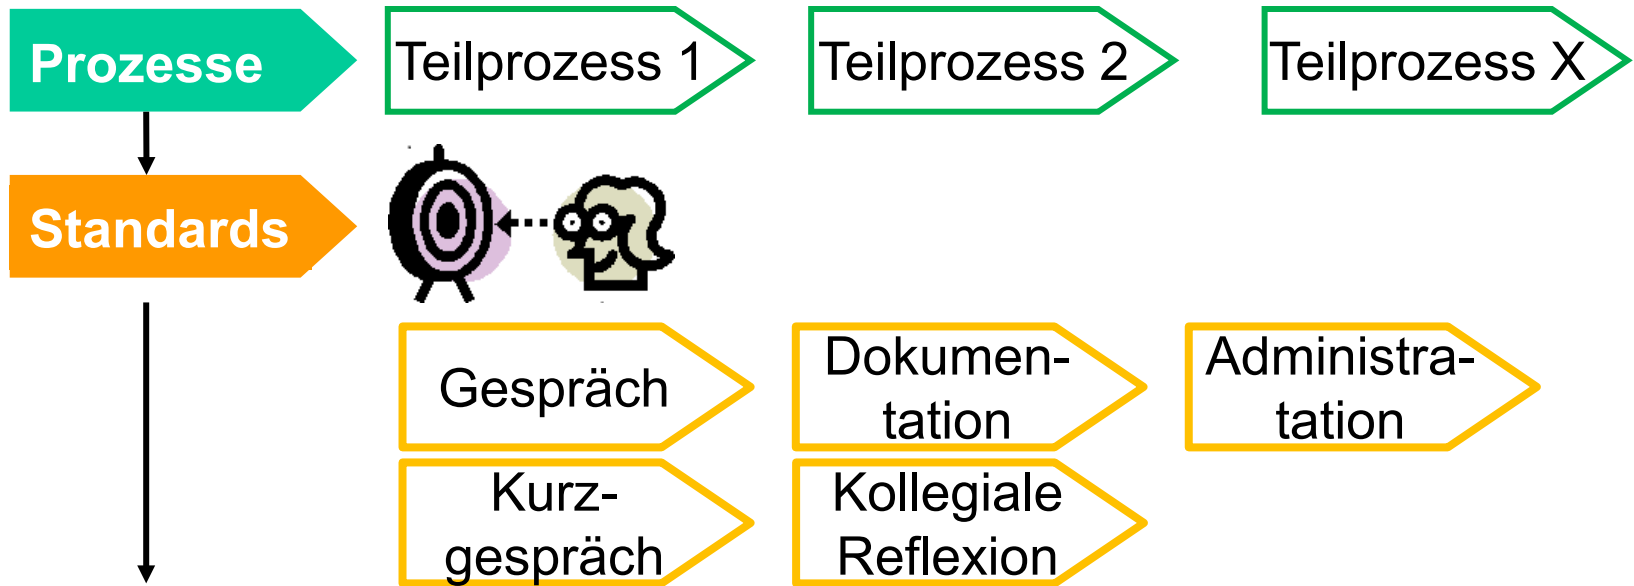 Prozesse
Teilprozess 1
Teilprozess 2
Teilprozess X
Standards
Gespräch
Dokumen-
tation
Administra-
tation
Kurz-
gespräch
Kollegiale
Reflexion